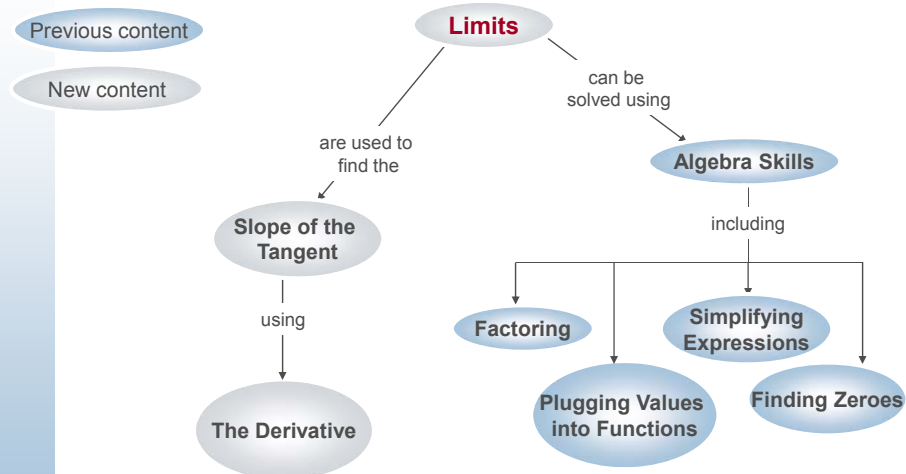 Previous content
New content
Limits
are used to
find the
Slope of the
Tangent
using
The Derivative
can be
solved using
Algebra Skills
including
Factoring
Plugging Values
into Functions
Simplifying
Expressions
Finding Zeroes